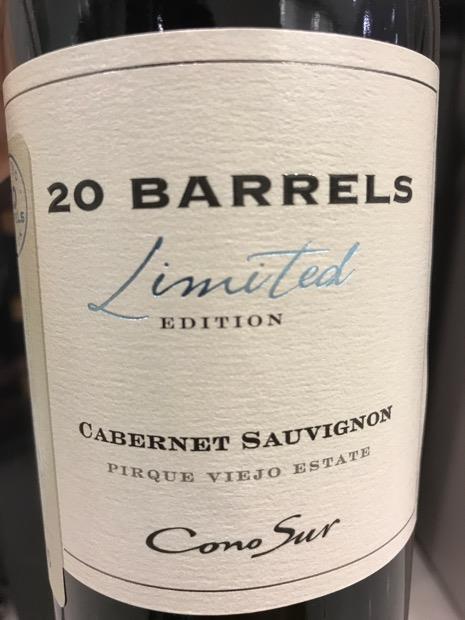 20 BARRELS
Limited
EDITION
CABERNET SAUVIGNON
PIRQUE VIEJO ESTATE
Cono Sur